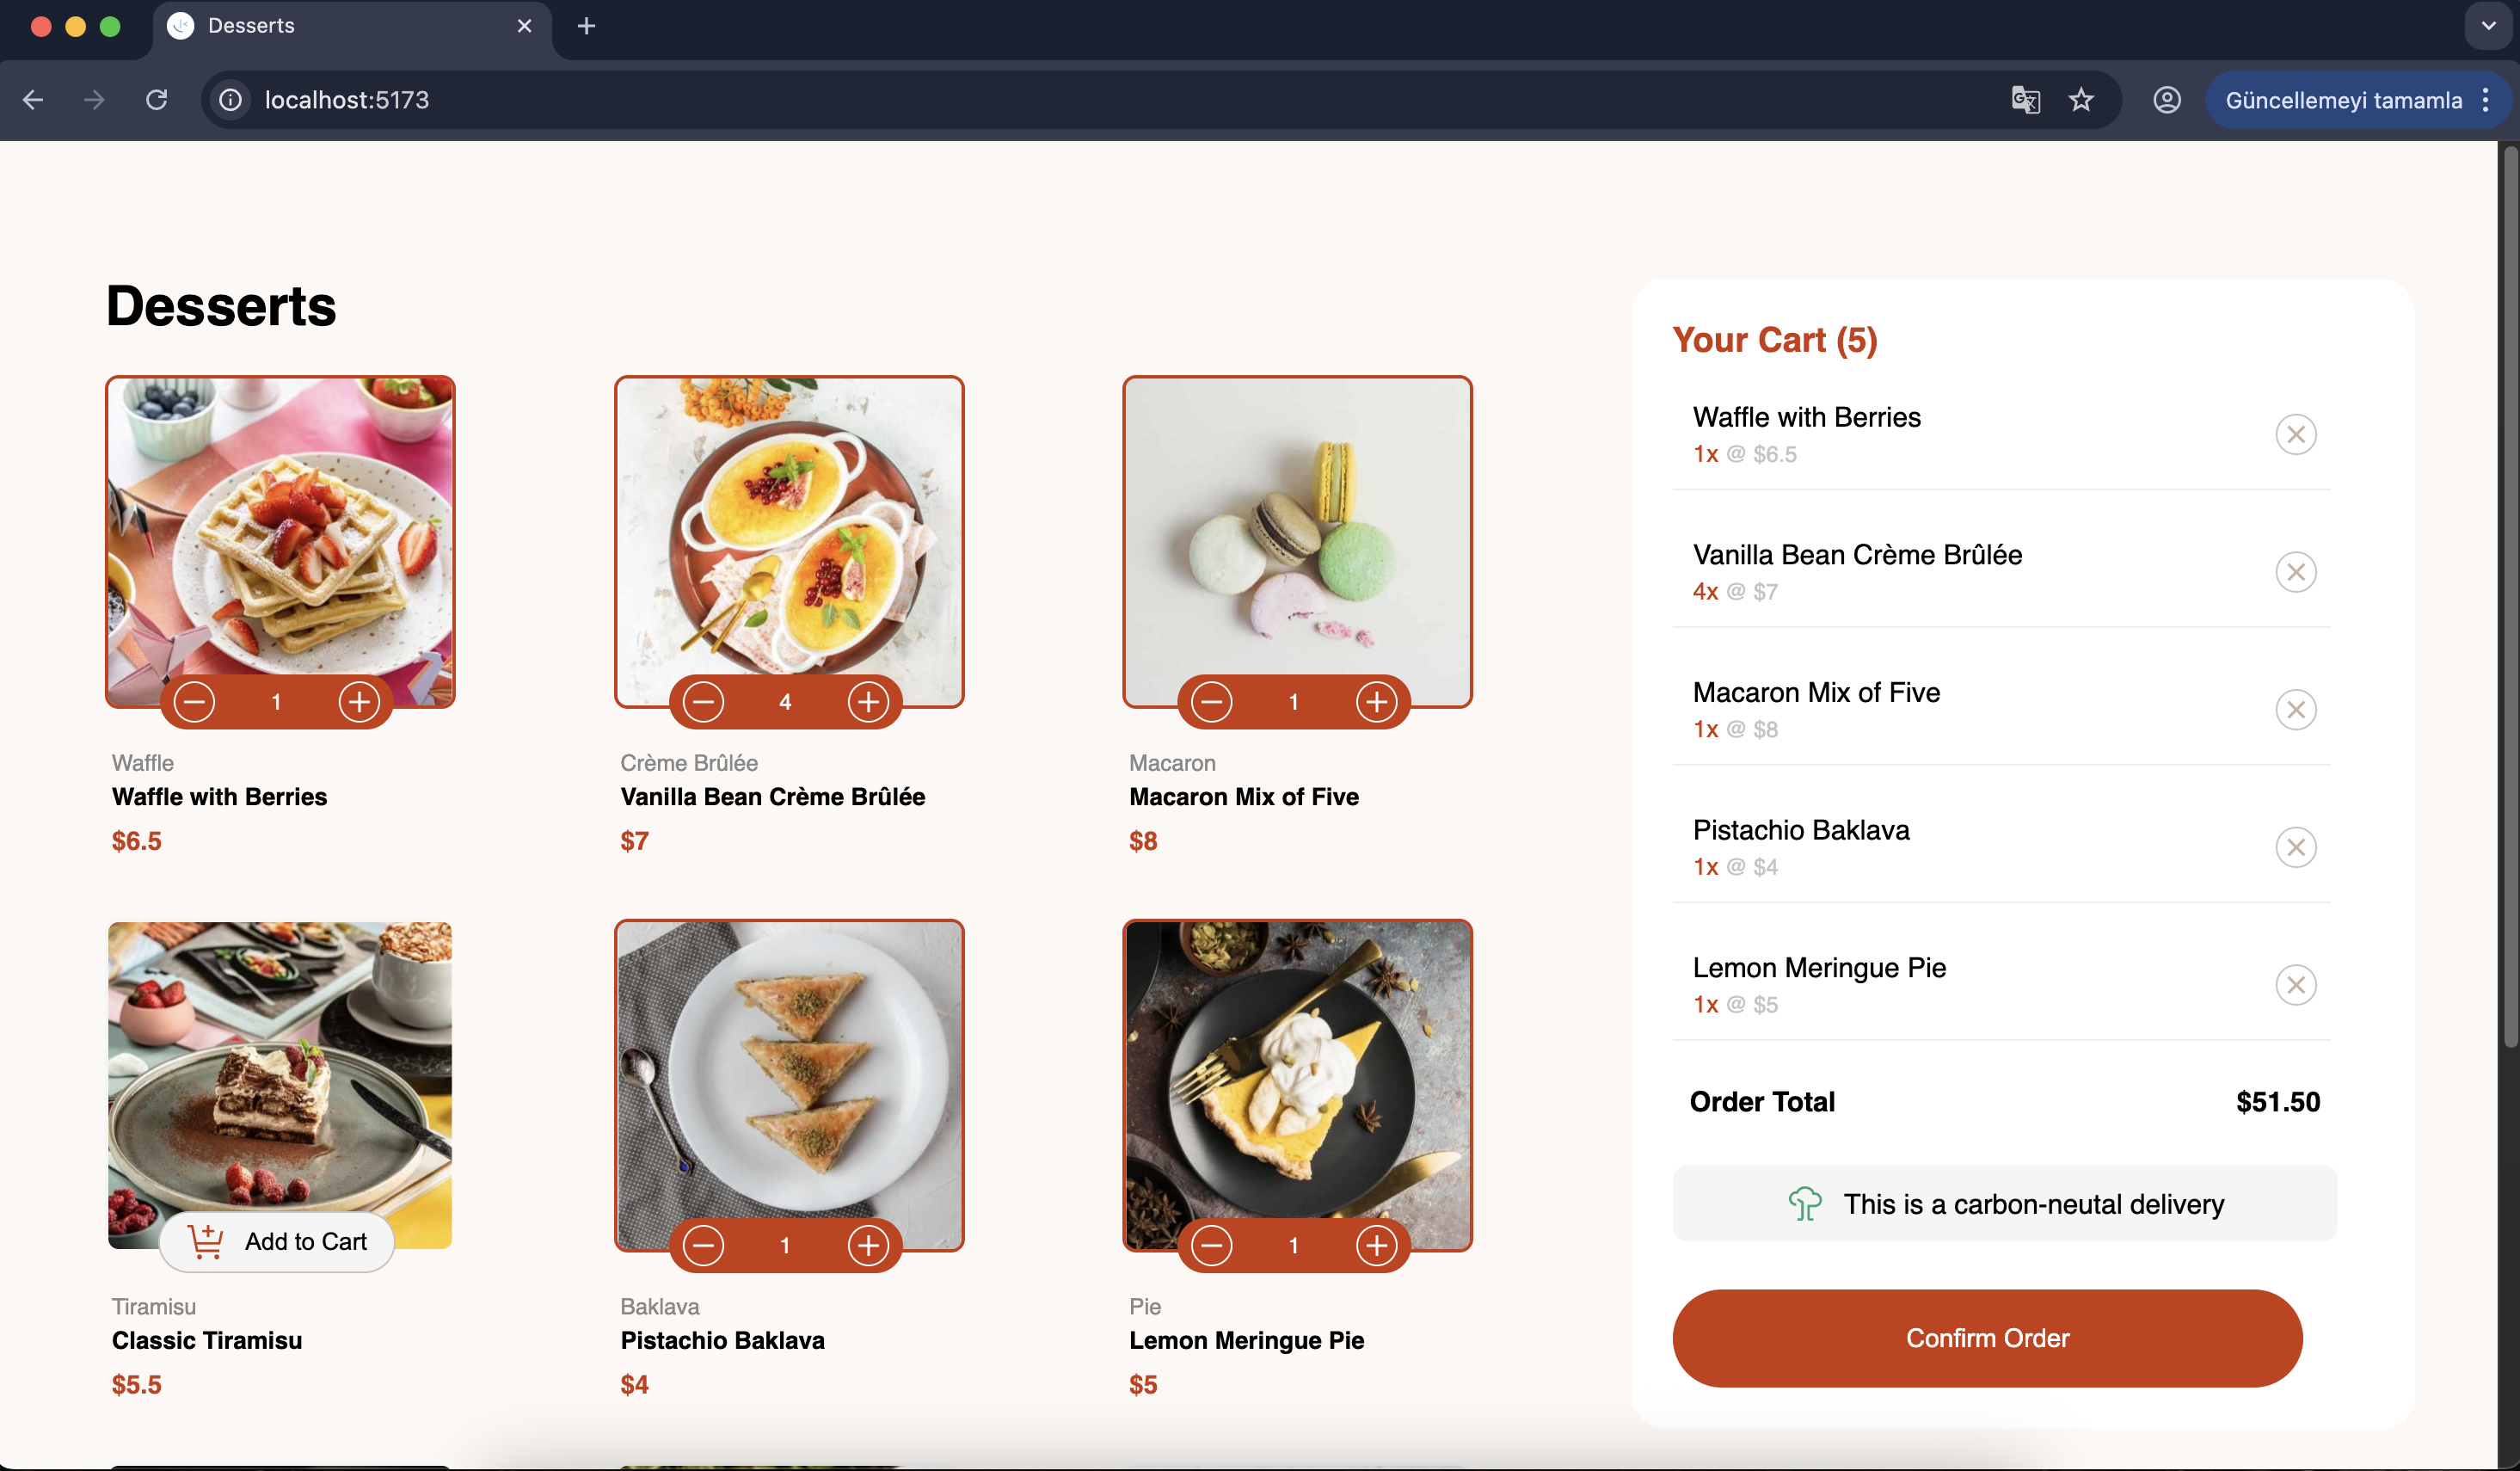 Desserts
localhost:5173
Güncellemeyi tamamla
Desserts
1
Waffle
Waffle with Berries
$6.5
4
Crème Brûlée
Vanilla Bean Crème Brûlée
$7
1
Macaron
Macaron Mix of Five
$8
Add to Cart
Tiramisu
Classic Tiramisu
$5.5
1
Baklava
Pistachio Baklava
$4
1
Pie
Lemon Meringue Pie
$5
Your Cart (5)
Waffle with Berries
1x @ $6.5
Vanilla Bean Crème Brûlée
4x @ $7
Macaron Mix of Five
1x @ $8
Pistachio Baklava
1x @ $4
Lemon Meringue Pie
1x @ $5
Order Total $51.50
This is a carbon-neutal delivery
Confirm Order